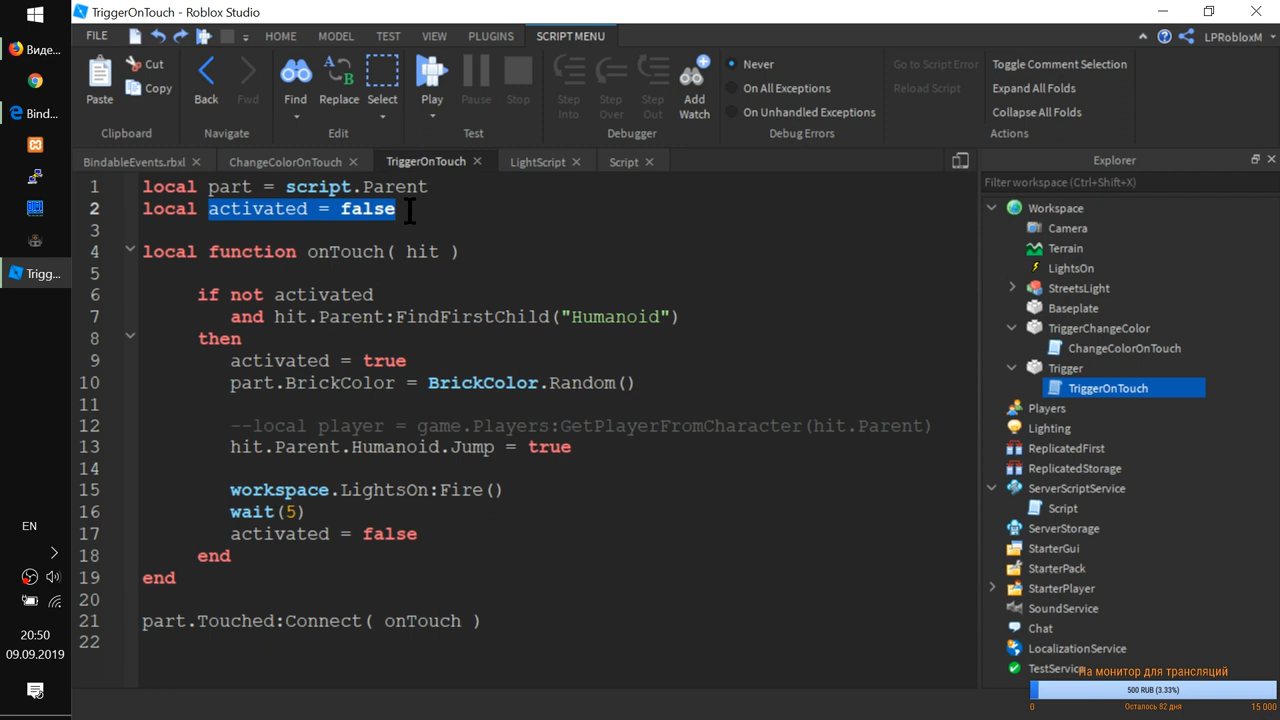 TriggerOnTouch - Roblox Studio
FILE HOME MODEL TEST VIEW PLUGINS SCRIPT MENU LPRobloxM
Виде...
Bind...
Trigg...
EN
20:50
09.09.2019
Paste Cut Copy
Clipboard
Back Fwd
Navigate
Find Replace Select
Edit
Play Pause Stop
Test
Step Into Step Over Step Out Add Watch
Debugger
Never
On All Exceptions
On Unhandled Exceptions
Debug Errors
Go to Script Error
Reload Script
Toggle Comment Selection
Expand All Folds
Collapse All Folds
Actions
BindableEvents.rbxl ChangeColorOnTouch TriggerOnTouch LightScript Script
1 local part = script.Parent
2 local activated = false
3
4 local function onTouch( hit )
5
6 if not activated
7 and hit.Parent:FindFirstChild("Humanoid")
8 then
9 activated = true
10 part.BrickColor = BrickColor.Random()
11
12 --local player = game.Players:GetPlayerFromCharacter(hit.Parent)
13 hit.Parent.Humanoid.Jump = true
14
15 workspace.LightsOn:Fire()
16 wait(5)
17 activated = false
18 end
19 end
20
21 part.Touched:Connect( onTouch )
22
Explorer
Filter workspace (Ctrl+Shift+X)
Workspace
Camera
Terrain
LightsOn
StreetsLight
Baseplate
TriggerChangeColor
ChangeColorOnTouch
Trigger
TriggerOnTouch
Players
Lighting
ReplicatedFirst
ReplicatedStorage
ServerScriptService
Script
ServerStorage
StarterGui
StarterPack
StarterPlayer
SoundService
Chat
LocalizationService
TestService
На монитор для трансляций
500 RUB (3.33%)
0 Осталось 82 дня 15 000